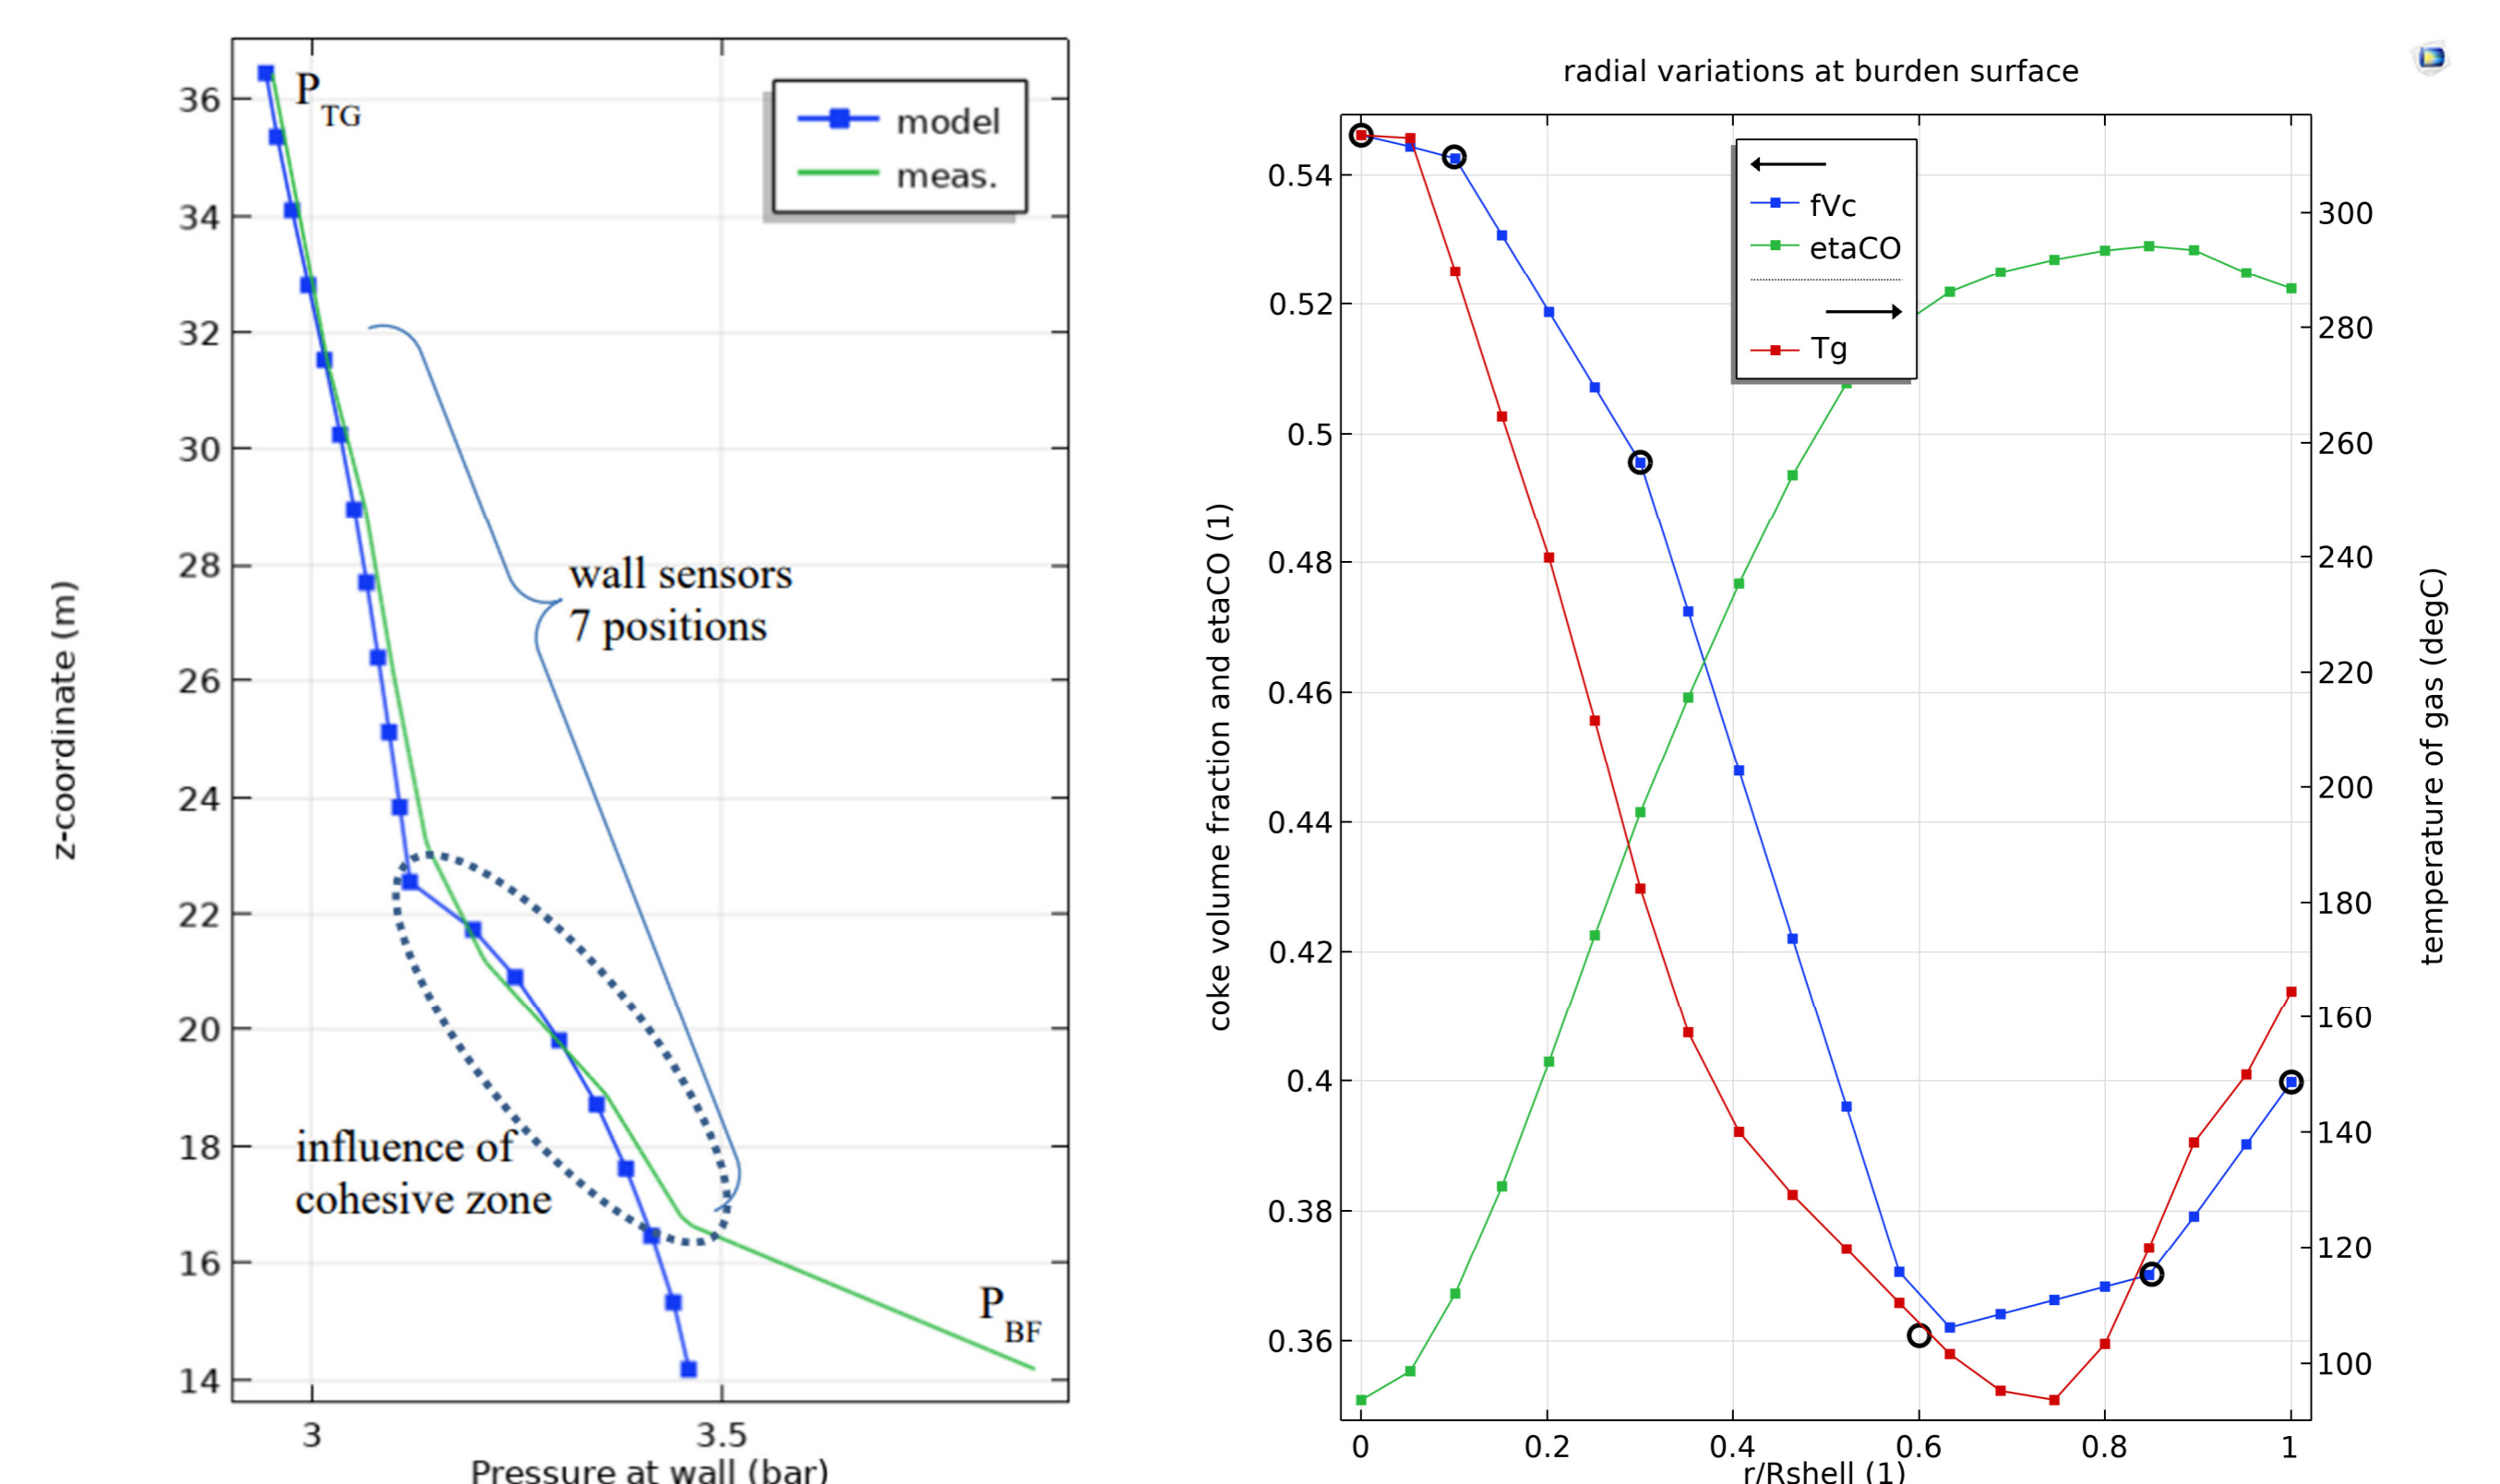 36
34
32
30
28
26
24
22
20
18
16
14
z-coordinate (m)
P
TG
model
meas.
wall sensors
7 positions
influence of
cohesive zone
P
BF
3
3.5
Pressure at wall (bar)
radial variations at burden surface
0.54
0.52
0.5
0.48
0.46
0.44
0.42
0.4
0.38
0.36
coke volume fraction and etaCO (1)
fVc
etaCO
Tg
300
280
260
240
220
200
180
160
140
120
100
temperature of gas (degC)
0
0.2
0.4
0.6
0.8
1
r/Rshell (1)